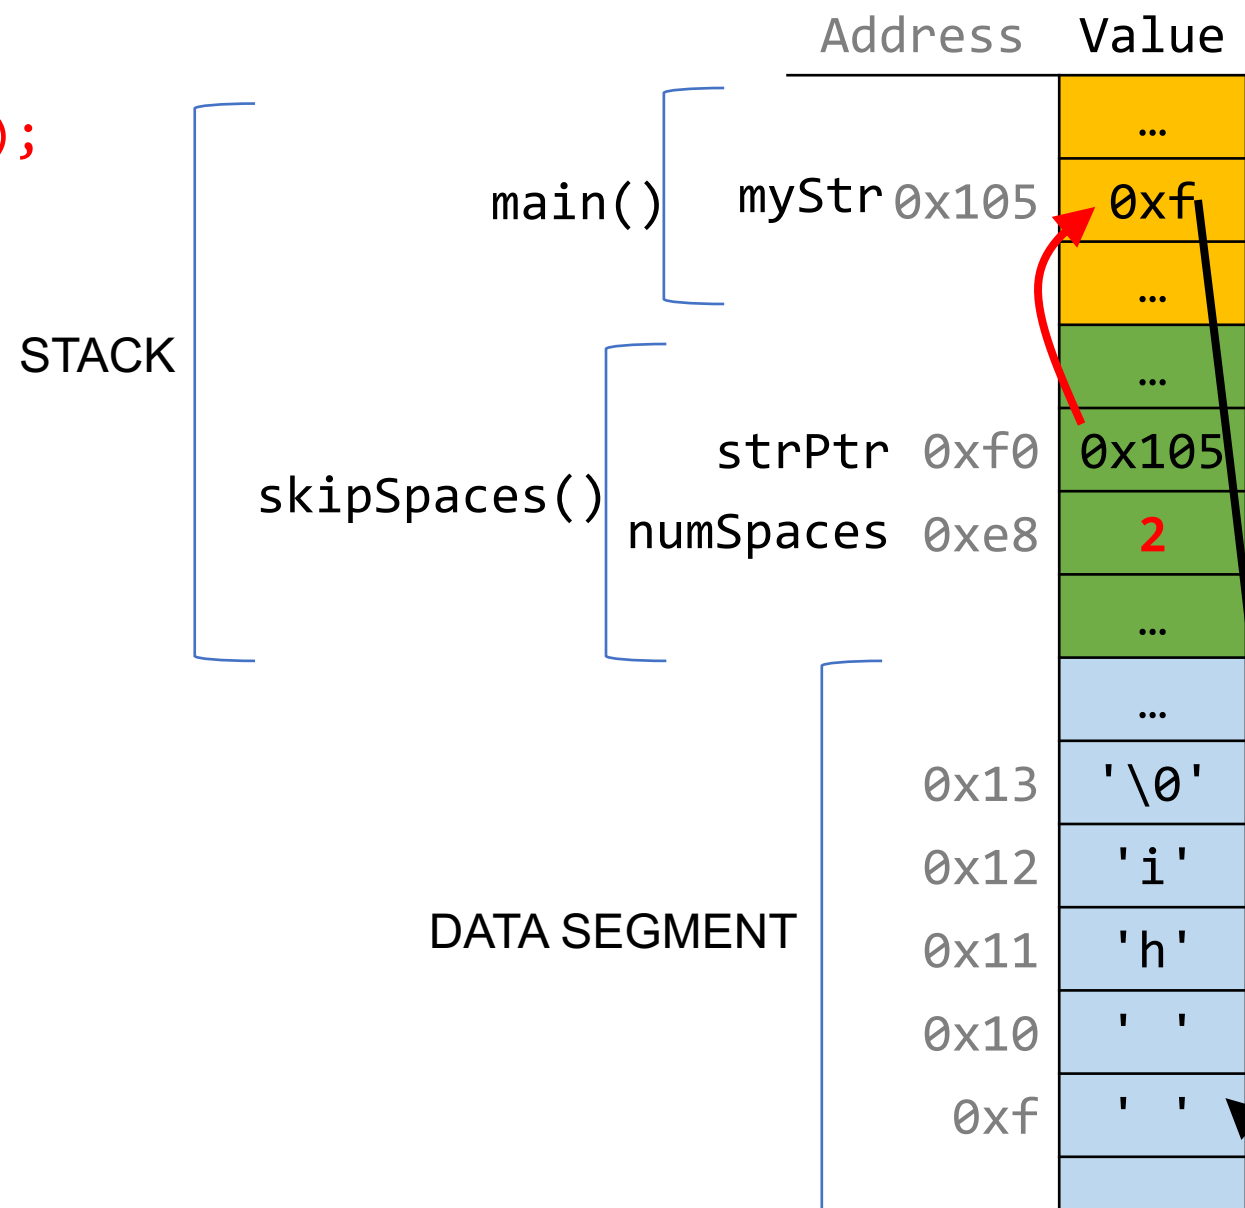 Address Value
…
);
main() myStr 0x105 0xf
…
STACK
…
strPtr 0xf0 0x105
skipSpaces()
numSpaces 0xe8 2
…
…
0x13 '\0'
0x12 'i'
DATA SEGMENT
0x11 'h'
0x10 ' '
0xf ' '